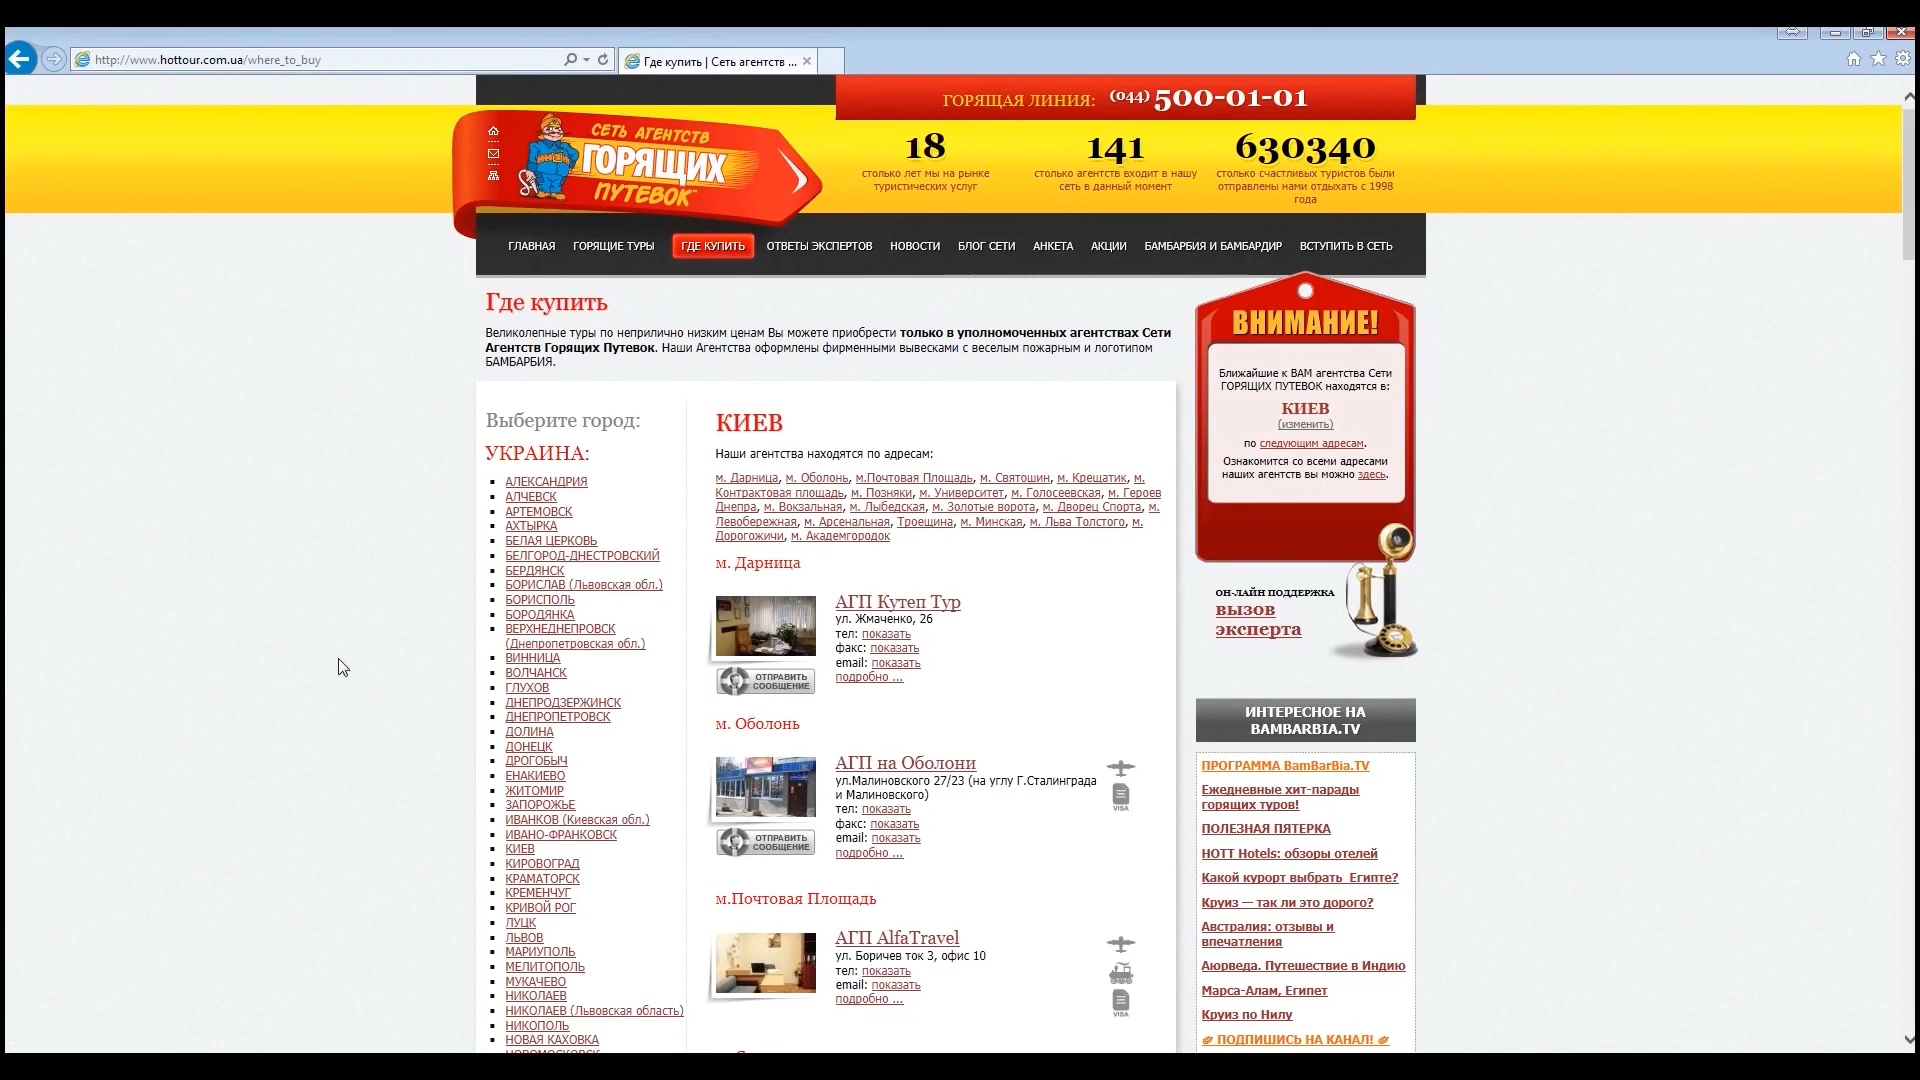 http://www.hottour.com.ua/where_to_buy
Где купить | Сеть агентств ...
ГОРЯЩАЯ ЛИНИЯ: (044) 500-01-01
СЕТЬ АГЕНТСТВ
ГОРЯЩИХ
ПУТЕВОК
18
столько лет мы на рынке
туристических услуг
141
столько агентств входит в нашу
сеть в данный момент
630340
столько счастливых туристов были
отправлены нами отдыхать с 1998
года
ГЛАВНАЯ ГОРЯЩИЕ ТУРЫ ГДЕ КУПИТЬ ОТВЕТЫ ЭКСПЕРТОВ НОВОСТИ БЛОГ СЕТИ АНКЕТА АКЦИИ БАМБАРБИЯ И БАМБАРДИР ВСТУПИТЬ В СЕТЬ
Где купить
Великолепные туры по неприлично низким ценам Вы можете приобрести только в уполномоченных агентствах Сети
Агентств Горящих Путевок. Наши Агентства оформлены фирменными вывесками с веселым пожарным и логотипом
БАМБАРБИЯ.
Выберите город:
УКРАИНА:
АЛЕКСАНДРИЯ
АЛЧЕВСК
АРТЕМОВСК
АХТЫРКА
БЕЛАЯ ЦЕРКОВЬ
БЕЛГОРОД-ДНЕСТРОВСКИЙ
БЕРДЯНСК
БОРИСЛАВ (Львовская обл.)
БОРИСПОЛЬ
БОРОДЯНКА
ВЕРХНЕДНЕПРОВСК
(Днепропетровская обл.)
ВИННИЦА
ВОЛЧАНСК
ГЛУХОВ
ДНЕПРОДЗЕРЖИНСК
ДНЕПРОПЕТРОВСК
ДОЛИНА
ДОНЕЦК
ДРОГОБЫЧ
ЕНАКИЕВО
ЖИТОМИР
ЗАПОРОЖЬЕ
ИВАНКОВ (Киевская обл.)
ИВАНО-ФРАНКОВСК
КИЕВ
КИРОВОГРАД
КРАМАТОРСК
КРЕМЕНЧУГ
КРИВОЙ РОГ
ЛУЦК
ЛЬВОВ
МАРИУПОЛЬ
МЕЛИТОПОЛЬ
МУКАЧЕВО
НИКОЛАЕВ
НИКОЛАЕВ (Львовская область)
НИКОПОЛЬ
НОВАЯ КАХОВКА
КИЕВ
Наши агентства находятся по адресам:
м. Дарница, м. Оболонь, м.Почтовая Площадь, м. Святошин, м. Крещатик, м.
Контрактовая площадь, м. Позняки, м. Университет, м. Голосеевская, м. Героев
Днепра, м. Вокзальная, м. Лыбедская, м. Золотые ворота, м. Дворец Спорта, м.
Левобережная, м. Арсенальная, Троещина, м. Минская, м. Льва Толстого, м.
Дорогожичи, м. Академгородок
м. Дарница
АГП Кутеп Тур
ул. Жмаченко, 26
тел: показать
факс: показать
email: показать
подробно ...
ОТПРАВИТЬ
СООБЩЕНИЕ
м. Оболонь
АГП на Оболони
ул.Малиновского 27/23 (на углу Г.Сталинграда
и Малиновского)
тел: показать
факс: показать
email: показать
подробно ...
VISA
ОТПРАВИТЬ
СООБЩЕНИЕ
м.Почтовая Площадь
АГП AlfaTravel
ул. Боричев ток 3, офис 10
тел: показать
email: показать
подробно ...
VISA
ВНИМАНИЕ!
Ближайшие к ВАМ агентства Сети
ГОРЯЩИХ ПУТЕВОК находятся в:
КИЕВ
(изменить)
по следующим адресам.
Ознакомится со всеми адресами
наших агентств вы можно здесь.
ОН-ЛАЙН ПОДДЕРЖКА
вызов
эксперта
ИНТЕРЕСНОЕ НА
BAMBARBIA.TV
ПРОГРАММА BamBarBia.TV
Ежедневные хит-парады
горящих туров!
ПОЛЕЗНАЯ ПЯТЕРКА
HOTT Hotels: обзоры отелей
Какой курорт выбрать Египте?
Круиз — так ли это дорого?
Австралия: отзывы и
впечатления
Аюрведа. Путешествие в Индию
Марса-Алам, Египет
Круиз по Нилу
ПОДПИШИСЬ НА КАНАЛ!